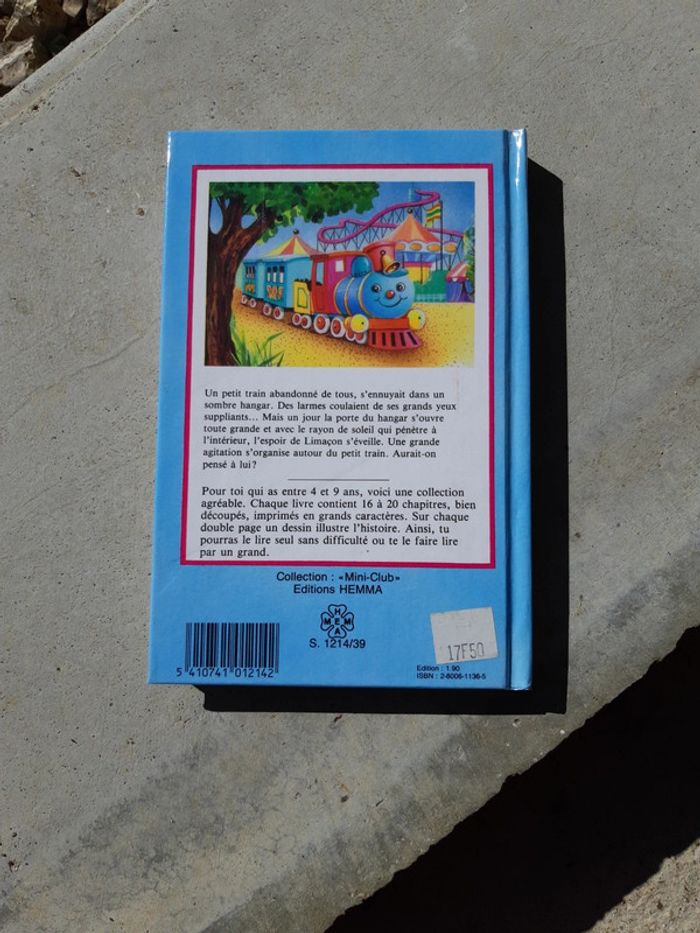 Un petit train abandonné de tous, s'ennuyait dans un
sombre hangar. Des larmes coulaient de ses grands yeux
suppliants... Mais un jour la porte du hangar s'ouvre
toute grande et avec le rayon de soleil qui pénètre à
l'intérieur, l'espoir de Limaçon s'éveille. Une grande
agitation s'organise autour du petit train. Aurait-on
pensé à lui?
Pour toi qui as entre 4 et 9 ans, voici une collection
agréable. Chaque livre contient 16 à 20 chapitres, bien
découpés, imprimés en grands caractères. Sur chaque
double page un dessin illustre l'histoire. Ainsi, tu
pourras le lire seul sans difficulté ou te le faire lire
par un grand.
Collection : «Mini-Club»
Editions HEMMA
HEMMA
S. 1214/39
17F50
5 410741 012142
Edition : 1.90
ISBN : 2-8006-1136-5